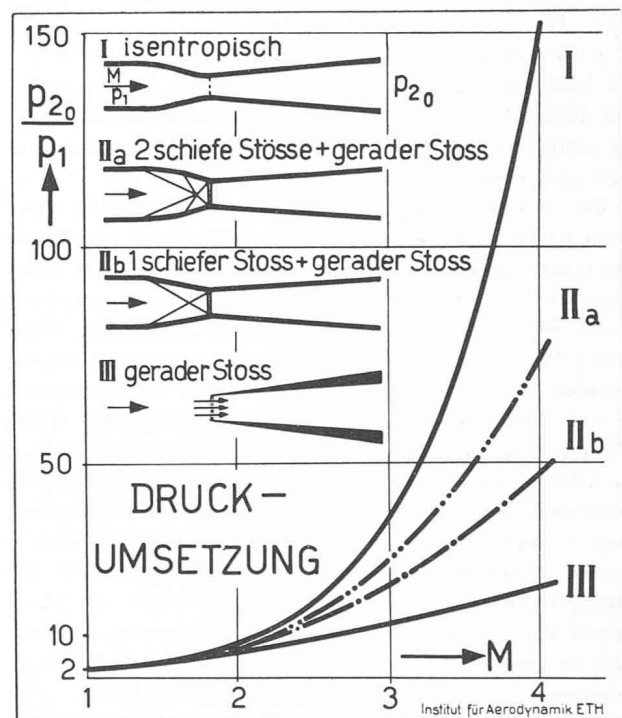 150
I isentropisch
M
p₁
p₂₀
p₂₀
p₁
I
IIa 2 schiefe Stösse + gerader Stoss
100
IIb 1 schiefer Stoss + gerader Stoss
IIa
III gerader Stoss
IIb
50
DRUCK-
UMSETZUNG
III
10
M
2
1 2 3 4
Institut für Aerodynamik ETH